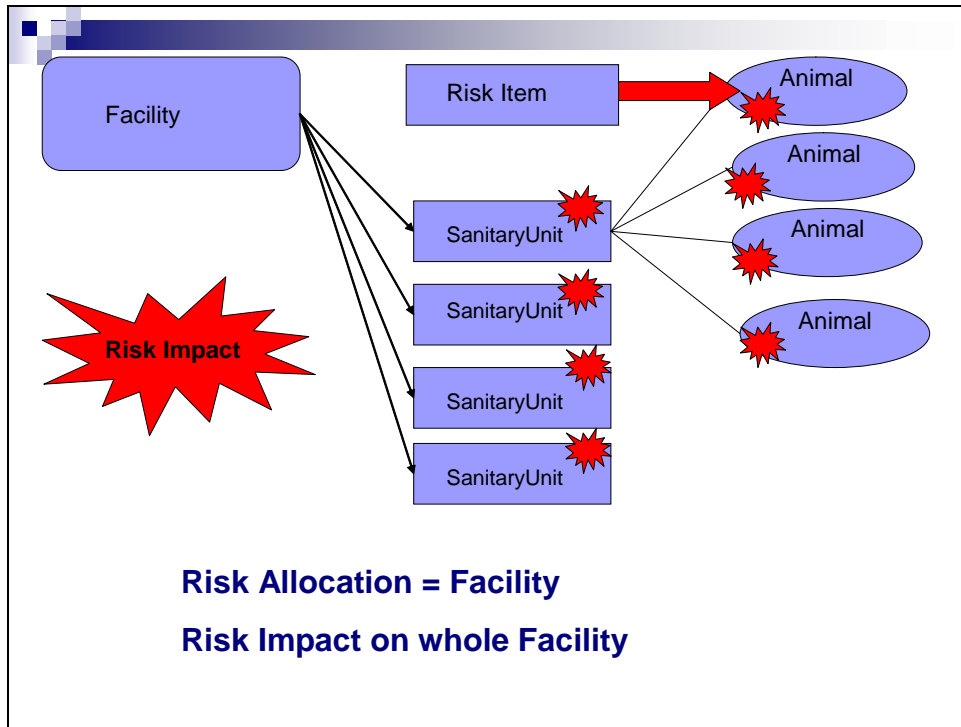 Facility
Risk Item
Animal
Animal
Animal
Animal
SanitaryUnit
SanitaryUnit
SanitaryUnit
SanitaryUnit
Risk Impact
Risk Allocation = Facility
Risk Impact on whole Facility